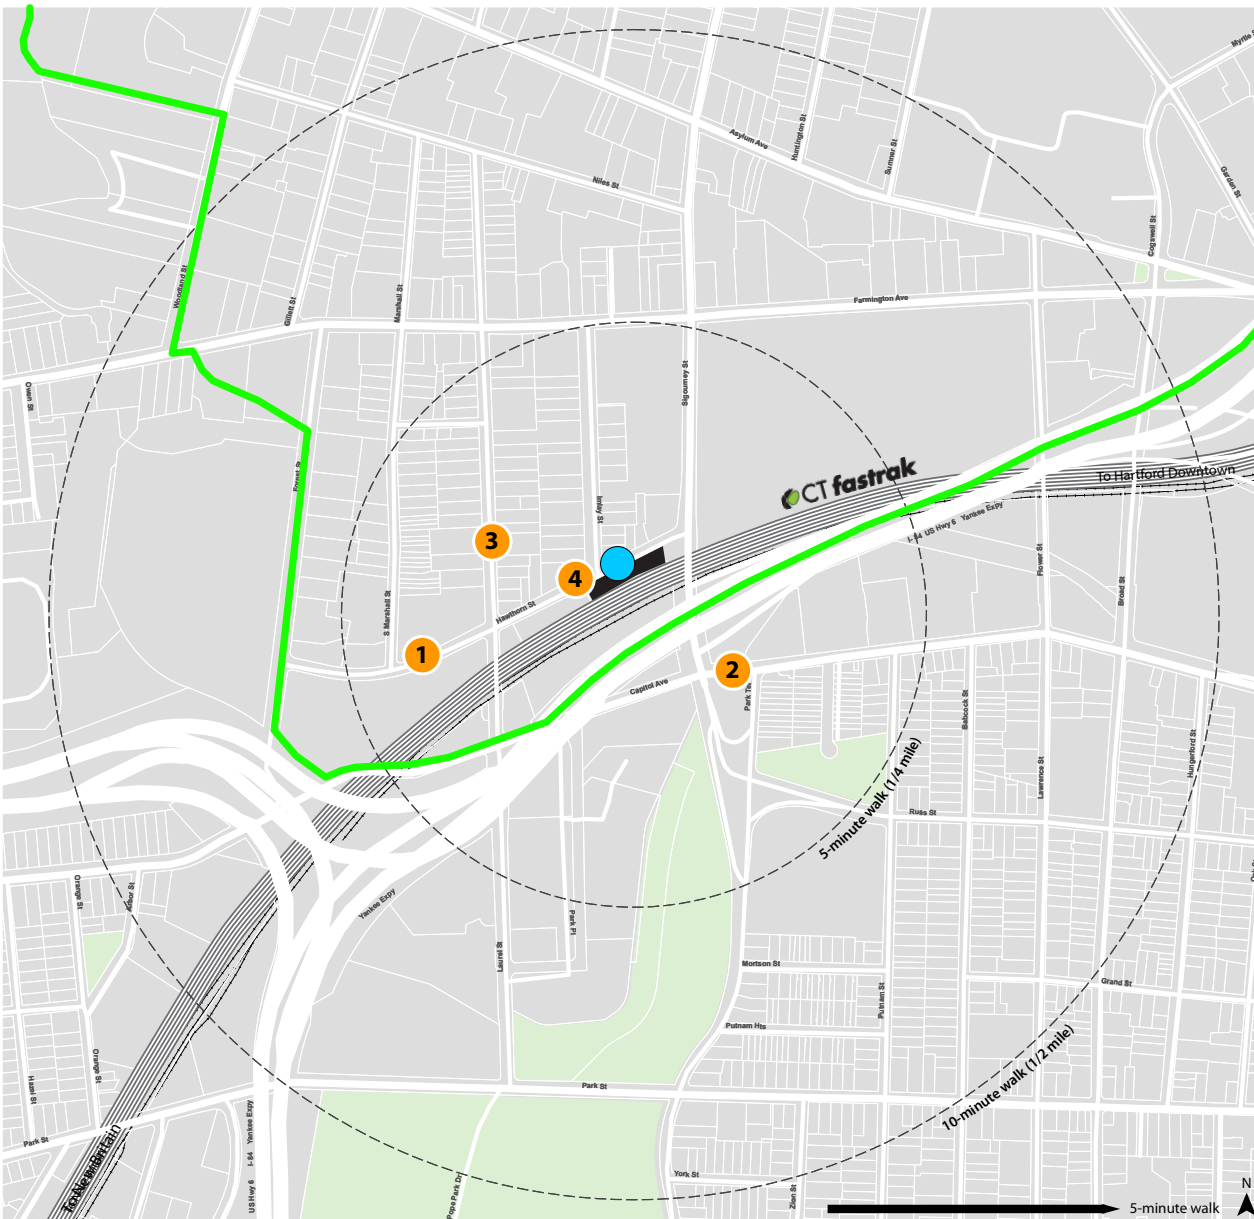 Myrtle S
Asylum Ave
Huntington St
Sumner St
Garden St
Niles St
Cogswell St
Woodland St
Gillett St
Marshall St
Farmington Ave
Owen St
Sigourney St
Forest St
CT fastrak
To Hartford Downtown
Imlay St
I-84 US Hwy 6 Yankee Expy
3
4
Flower St
Broad St
S Marshall St
Hawthorn St
1
2
Capitol Ave
Park Te
Babcock St
Hungerford St
Lawrence St
5-minute walk (1/4 mile)
Russ St
Orange St
Arbor St
Yankee Expy
Park Pl
Laurel St
Mortson St
Putnam St
Grand St
Putnam Hts
Orange St
Hazel St
10-minute walk (1/2 mile)
Park St
Park St
To New Britain
US Hwy 6 I-84 Yankee Expy
Pope Park Dr
York St
Zion St
N
5-minute walk